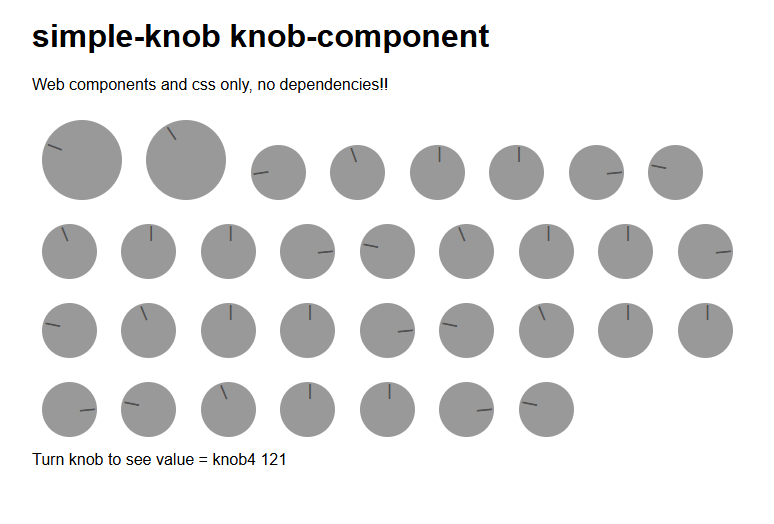 simple-knob knob-component
Web components and css only, no dependencies!!
Turn knob to see value = knob4 121